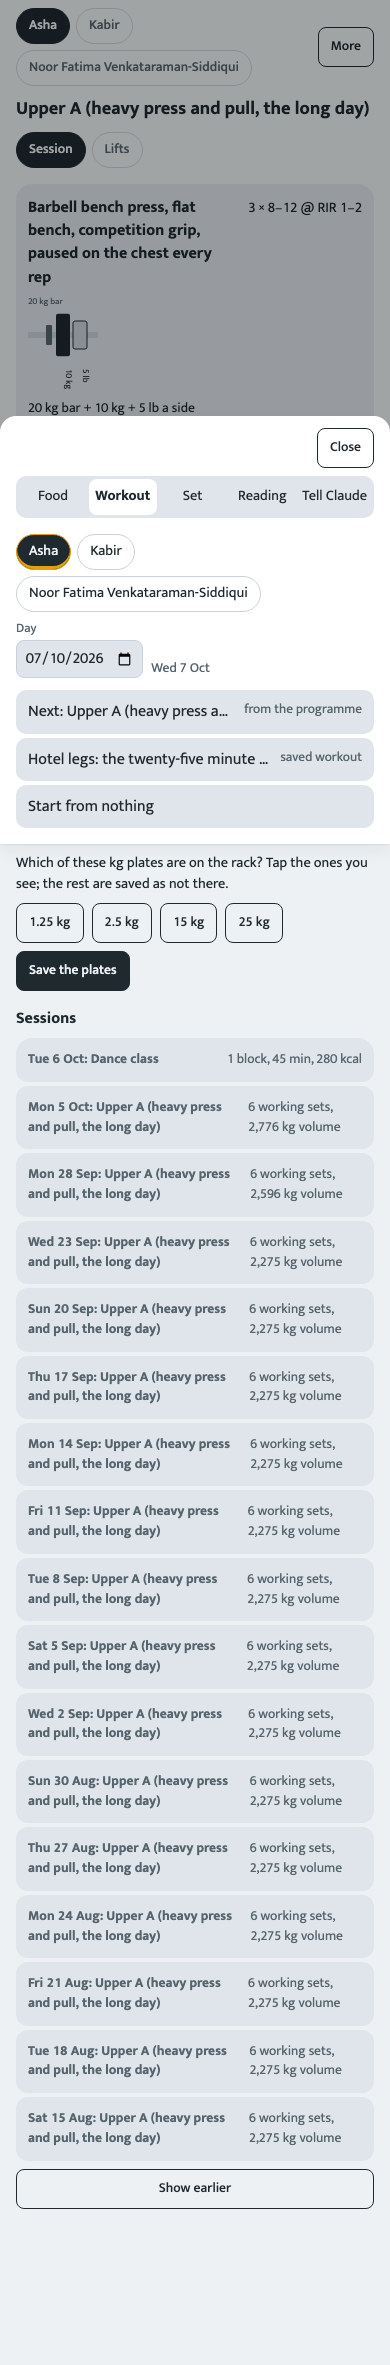 Asha Kabir
Noor Fatima Venkataraman-Siddiqui
More
Upper A (heavy press and pull, the long day)
Session Lifts
Barbell bench press, flat
bench, competition grip,
paused on the chest every
rep
3 × 8–12 @ RIR 1–2
20 kg bar
10 kg
5 lb
20 kg bar + 10 kg + 5 lb a side
Close
Food Workout Set Reading Tell Claude
Asha Kabir
Noor Fatima Venkataraman-Siddiqui
Day
07/10/2026 Wed 7 Oct
Next: Upper A (heavy press a... from the programme
Hotel legs: the twenty-five minute ... saved workout
Start from nothing
Which of these kg plates are on the rack? Tap the ones you
see; the rest are saved as not there.
1.25 kg 2.5 kg 15 kg 25 kg
Save the plates
Sessions
Tue 6 Oct: Dance class 1 block, 45 min, 280 kcal
Mon 5 Oct: Upper A (heavy press 6 working sets,
and pull, the long day) 2,776 kg volume
Mon 28 Sep: Upper A (heavy press 6 working sets,
and pull, the long day) 2,596 kg volume
Wed 23 Sep: Upper A (heavy press 6 working sets,
and pull, the long day) 2,275 kg volume
Sun 20 Sep: Upper A (heavy press 6 working sets,
and pull, the long day) 2,275 kg volume
Thu 17 Sep: Upper A (heavy press 6 working sets,
and pull, the long day) 2,275 kg volume
Mon 14 Sep: Upper A (heavy press 6 working sets,
and pull, the long day) 2,275 kg volume
Fri 11 Sep: Upper A (heavy press 6 working sets,
and pull, the long day) 2,275 kg volume
Tue 8 Sep: Upper A (heavy press 6 working sets,
and pull, the long day) 2,275 kg volume
Sat 5 Sep: Upper A (heavy press 6 working sets,
and pull, the long day) 2,275 kg volume
Wed 2 Sep: Upper A (heavy press 6 working sets,
and pull, the long day) 2,275 kg volume
Sun 30 Aug: Upper A (heavy press 6 working sets,
and pull, the long day) 2,275 kg volume
Thu 27 Aug: Upper A (heavy press 6 working sets,
and pull, the long day) 2,275 kg volume
Mon 24 Aug: Upper A (heavy press 6 working sets,
and pull, the long day) 2,275 kg volume
Fri 21 Aug: Upper A (heavy press 6 working sets,
and pull, the long day) 2,275 kg volume
Tue 18 Aug: Upper A (heavy press 6 working sets,
and pull, the long day) 2,275 kg volume
Sat 15 Aug: Upper A (heavy press 6 working sets,
and pull, the long day) 2,275 kg volume
Show earlier